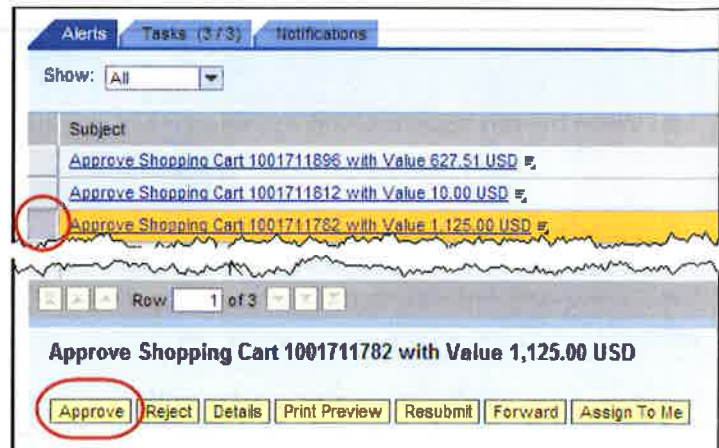 Alerts Tasks (3/3) Notifications
Show: All
Subject
Approve Shopping Cart 1001711896 with Value 627.51 USD
Approve Shopping Cart 1001711612 with Value 10.00 USD
Approve Shopping Cart 1001711782 with Value 1,125.00 USD
Row 1 of 3
Approve Shopping Cart 1001711782 with Value 1,125.00 USD
Approve Reject Details Print Preview Resubmit Forward Assign To Me